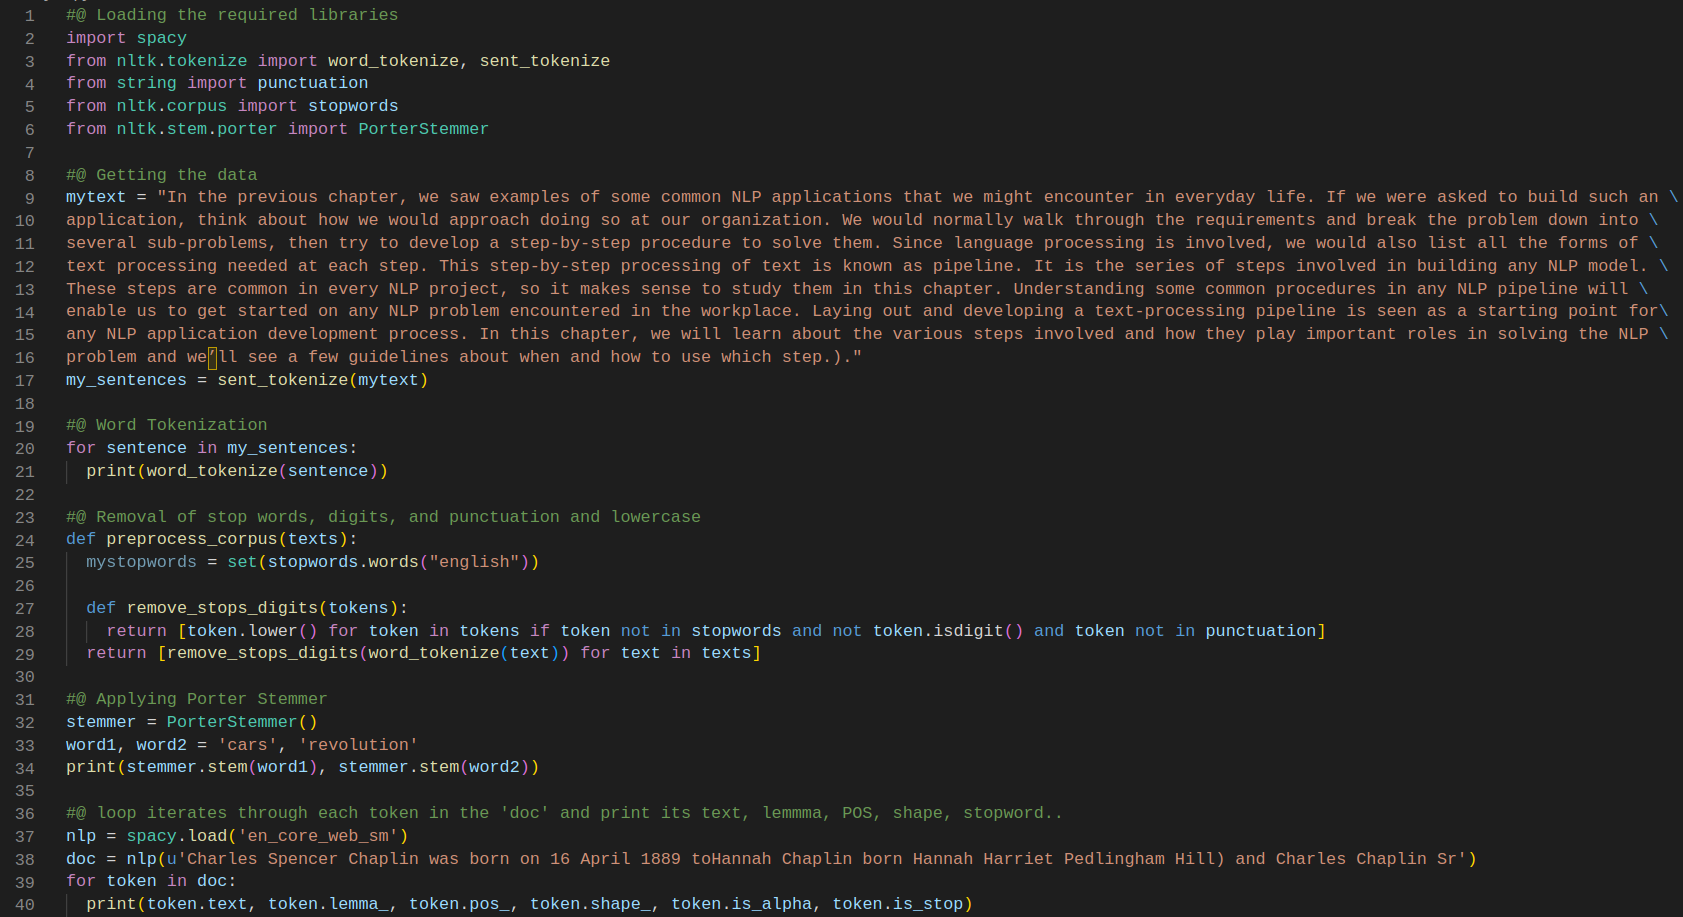 1 #@ Loading the required libraries
2 import spacy
3 from nltk.tokenize import word_tokenize, sent_tokenize
4 from string import punctuation
5 from nltk.corpus import stopwords
6 from nltk.stem.porter import PorterStemmer
7
8 #@ Getting the data
9 mytext = "In the previous chapter, we saw examples of some common NLP applications that we might encounter in everyday life. If we were asked to build such an \
10 application, think about how we would approach doing so at our organization. We would normally walk through the requirements and break the problem down into \
11 several sub-problems, then try to develop a step-by-step procedure to solve them. Since language processing is involved, we would also list all the forms of \
12 text processing needed at each step. This step-by-step processing of text is known as pipeline. It is the series of steps involved in building any NLP model. \
13 These steps are common in every NLP project, so it makes sense to study them in this chapter. Understanding some common procedures in any NLP pipeline will \
14 enable us to get started on any NLP problem encountered in the workplace. Laying out and developing a text-processing pipeline is seen as a starting point for\
15 any NLP application development process. In this chapter, we will learn about the various steps involved and how they play important roles in solving the NLP \
16 problem and we’ll see a few guidelines about when and how to use which step.)."
17 my_sentences = sent_tokenize(mytext)
18
19 #@ Word Tokenization
20 for sentence in my_sentences:
21 print(word_tokenize(sentence))
22
23 #@ Removal of stop words, digits, and punctuation and lowercase
24 def preprocess_corpus(texts):
25 mystopwords = set(stopwords.words("english"))
26
27 def remove_stops_digits(tokens):
28 return [token.lower() for token in tokens if token not in stopwords and not token.isdigit() and token not in punctuation]
29 return [remove_stops_digits(word_tokenize(text)) for text in texts]
30
31 #@ Applying Porter Stemmer
32 stemmer = PorterStemmer()
33 word1, word2 = 'cars', 'revolution'
34 print(stemmer.stem(word1), stemmer.stem(word2))
35
36 #@ loop iterates through each token in the 'doc' and print its text, lemmma, POS, shape, stopword..
37 nlp = spacy.load('en_core_web_sm')
38 doc = nlp(u'Charles Spencer Chaplin was born on 16 April 1889 toHannah Chaplin born Hannah Harriet Pedlingham Hill) and Charles Chaplin Sr')
39 for token in doc:
40 print(token.text, token.lemma_, token.pos_, token.shape_, token.is_alpha, token.is_stop)